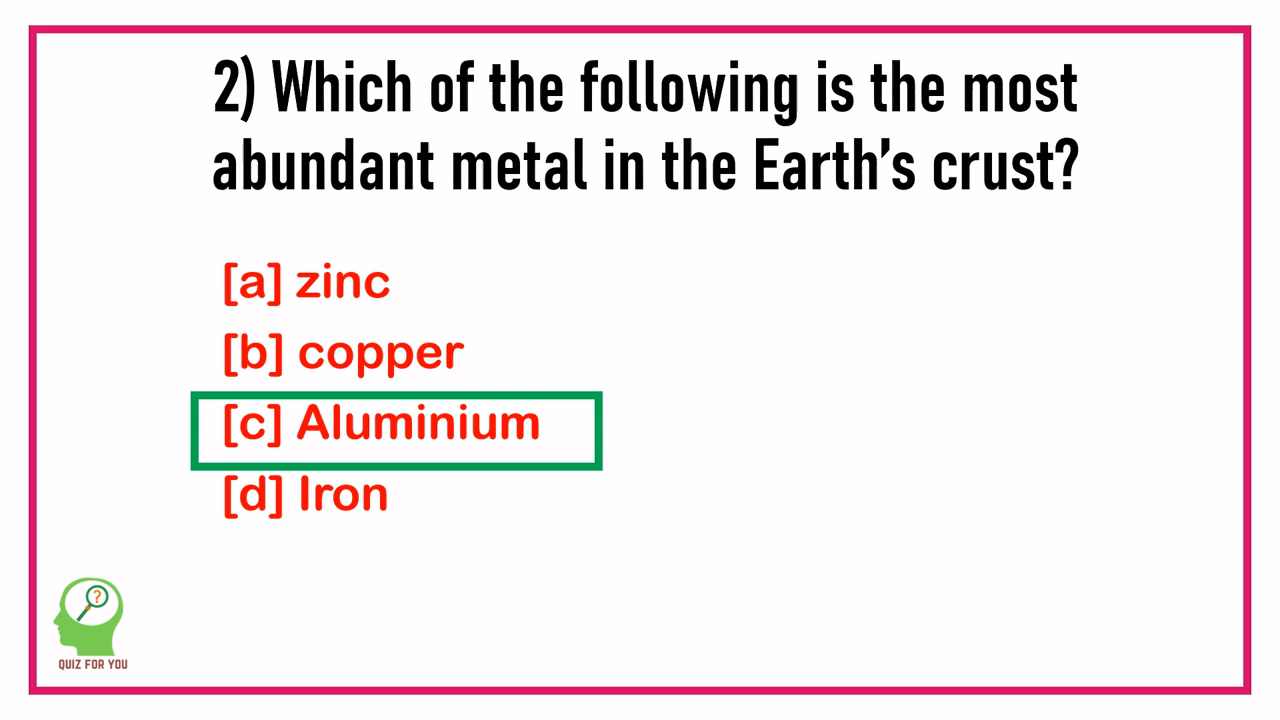 2) Which of the following is the most
abundant metal in the Earth’s crust?
[a] zinc
[b] copper
[c] Aluminium
[d] Iron
?
QUIZ FOR YOU